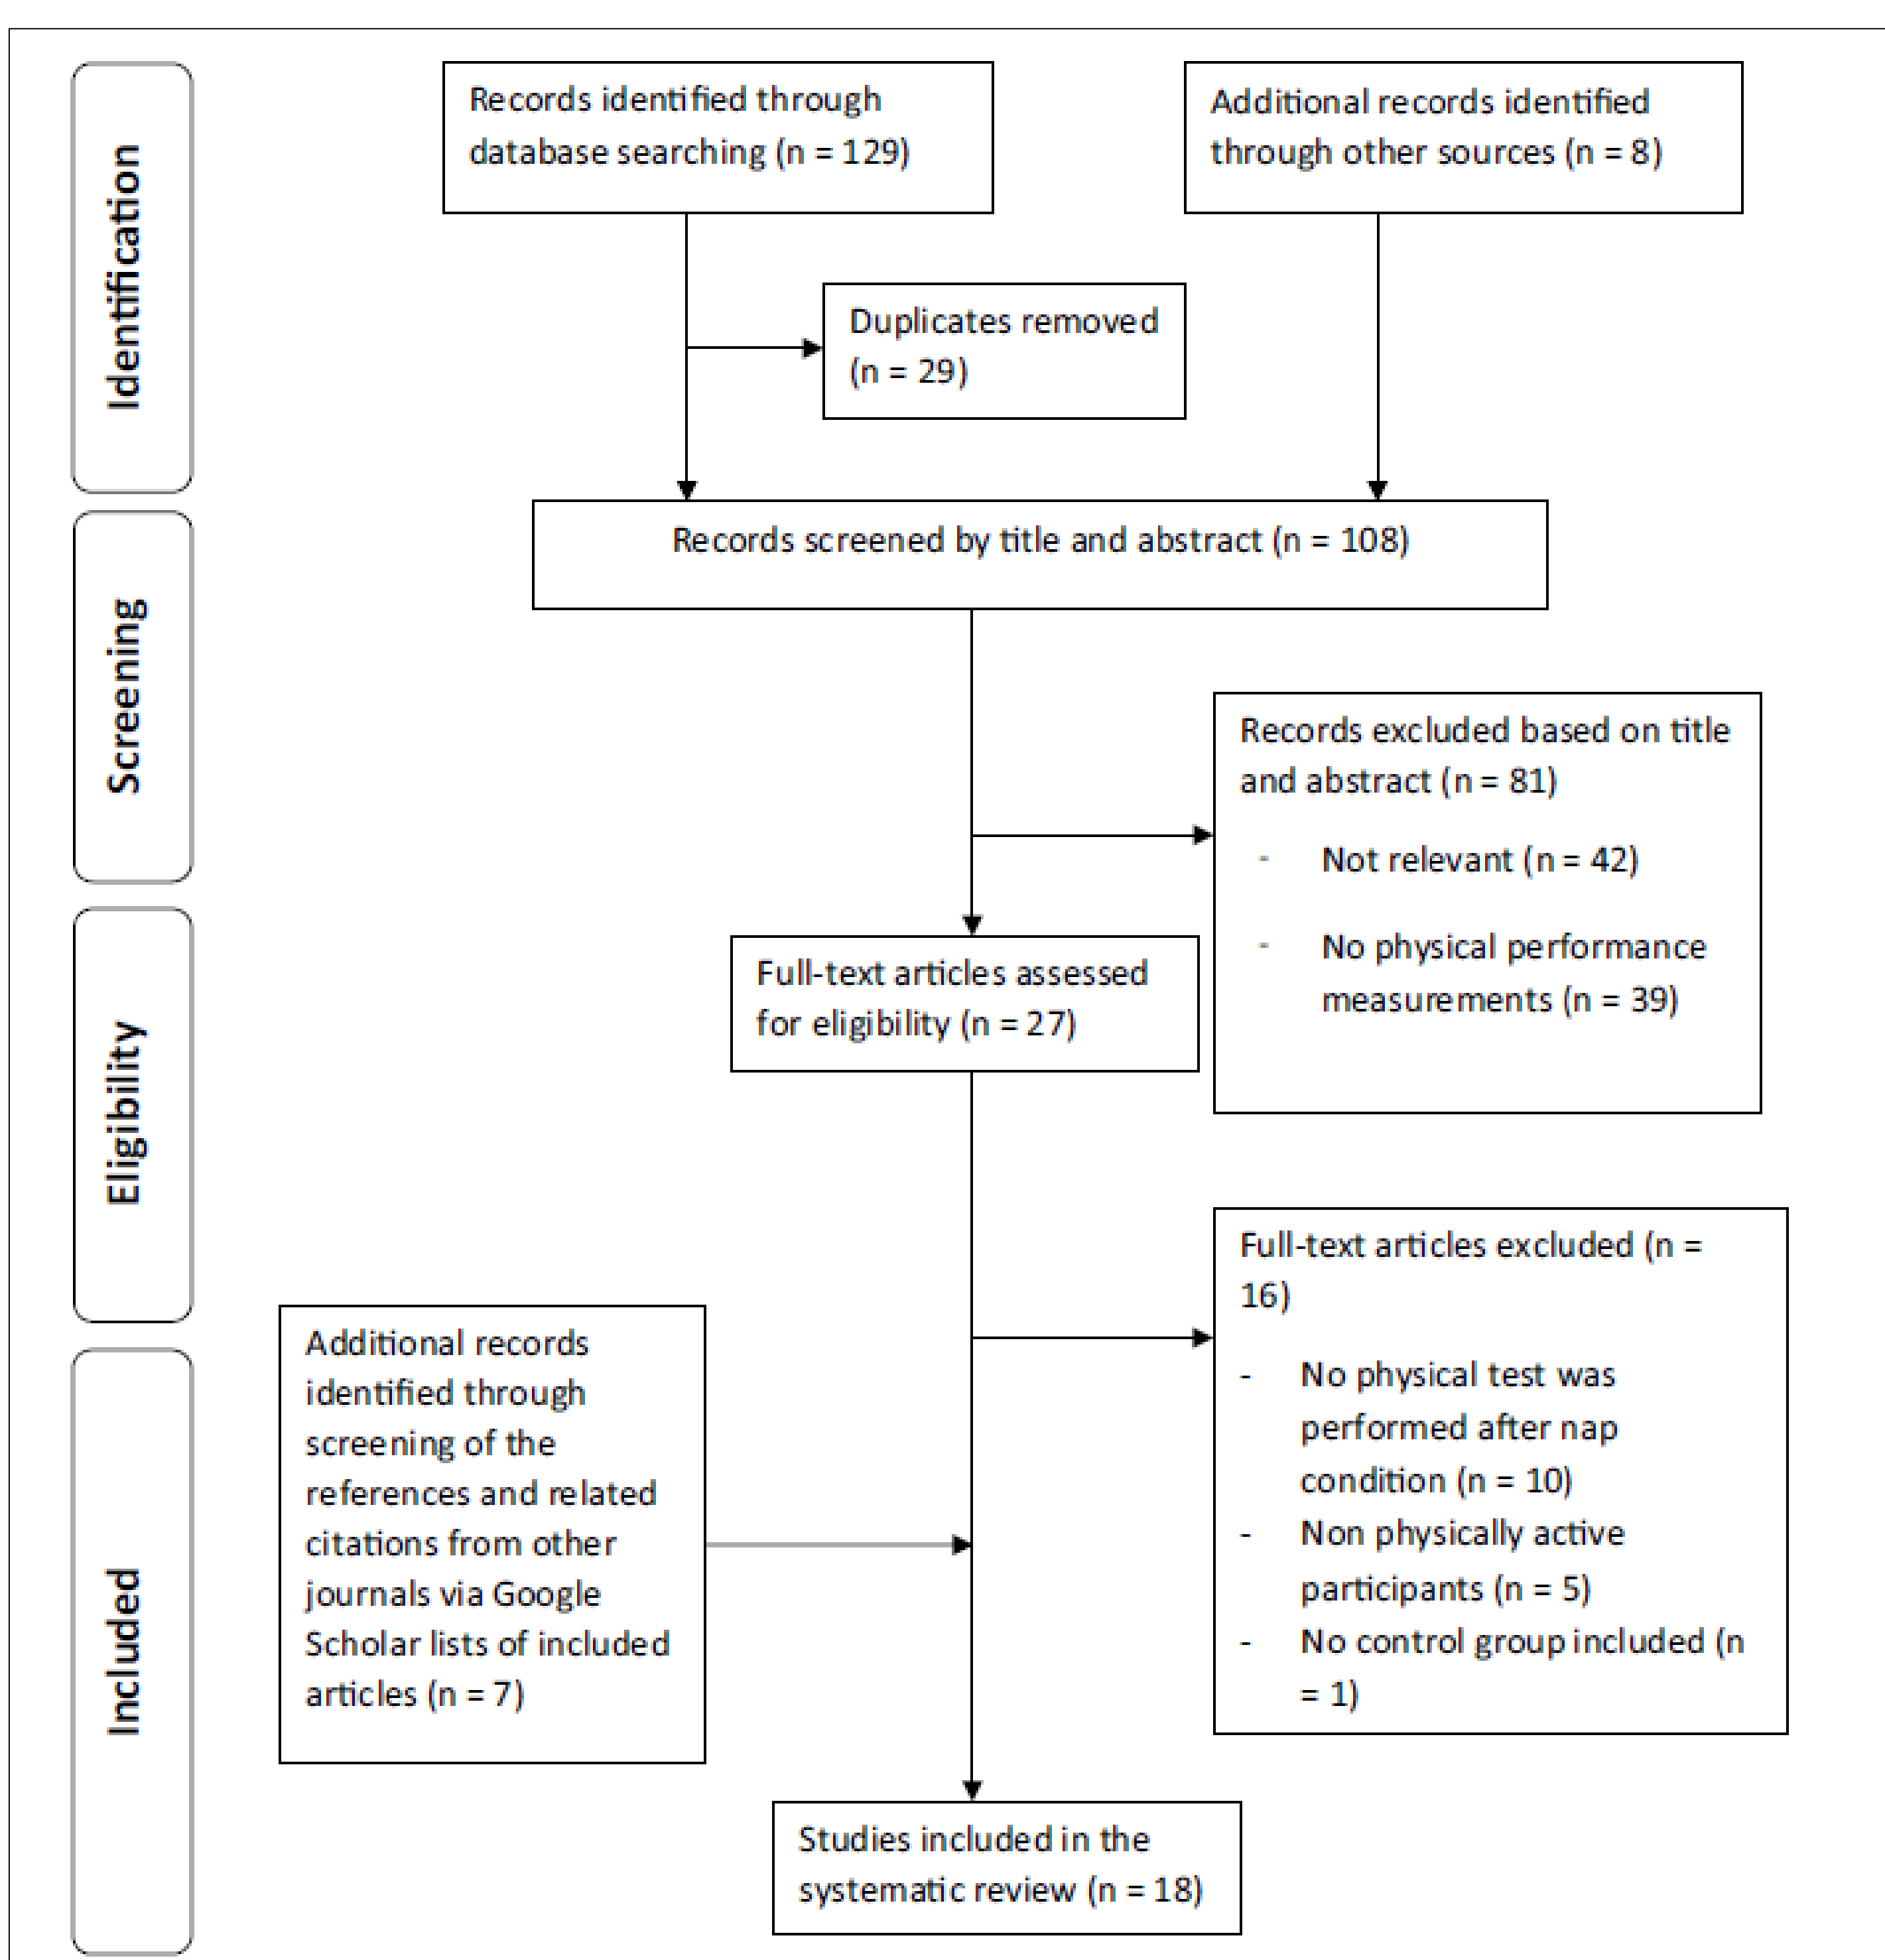 Identification
Records identified through
database searching (n = 129)
Additional records identified
through other sources (n = 8)
Duplicates removed
(n = 29)
Records screened by title and abstract (n = 108)
Screening
Records excluded based on title
and abstract (n = 81)
- Not relevant (n = 42)
- No physical performance
measurements (n = 39)
Eligibility
Full-text articles assessed
for eligibility (n = 27)
Full-text articles excluded (n =
16)
- No physical test was
performed after nap
condition (n = 10)
- Non physically active
participants (n = 5)
- No control group included (n
= 1)
Included
Additional records
identified through
screening of the
references and related
citations from other
journals via Google
Scholar lists of included
articles (n = 7)
Studies included in the
systematic review (n = 18)